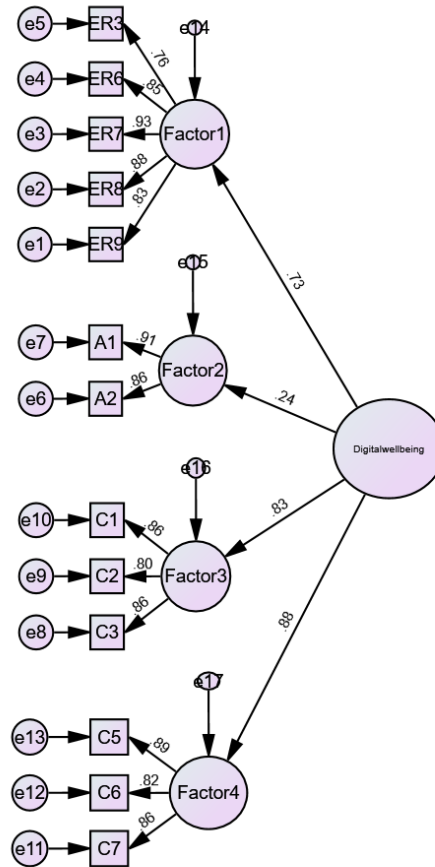 e14
e5 ER3
.76
e4 ER6
.85
e3 ER7 .93 Factor1
e2 ER8
.88
e1 ER9
.83
.73
e15
e7 A1
.91
Factor2
e6 A2
.86
.24
Digitalwellbeing
e16
e10 C1
.86
e9 C2 .80 Factor3
e8 C3
.86
.83
.88
e17
e13 C5
.89
e12 C6 .82 Factor4
e11 C7
.86